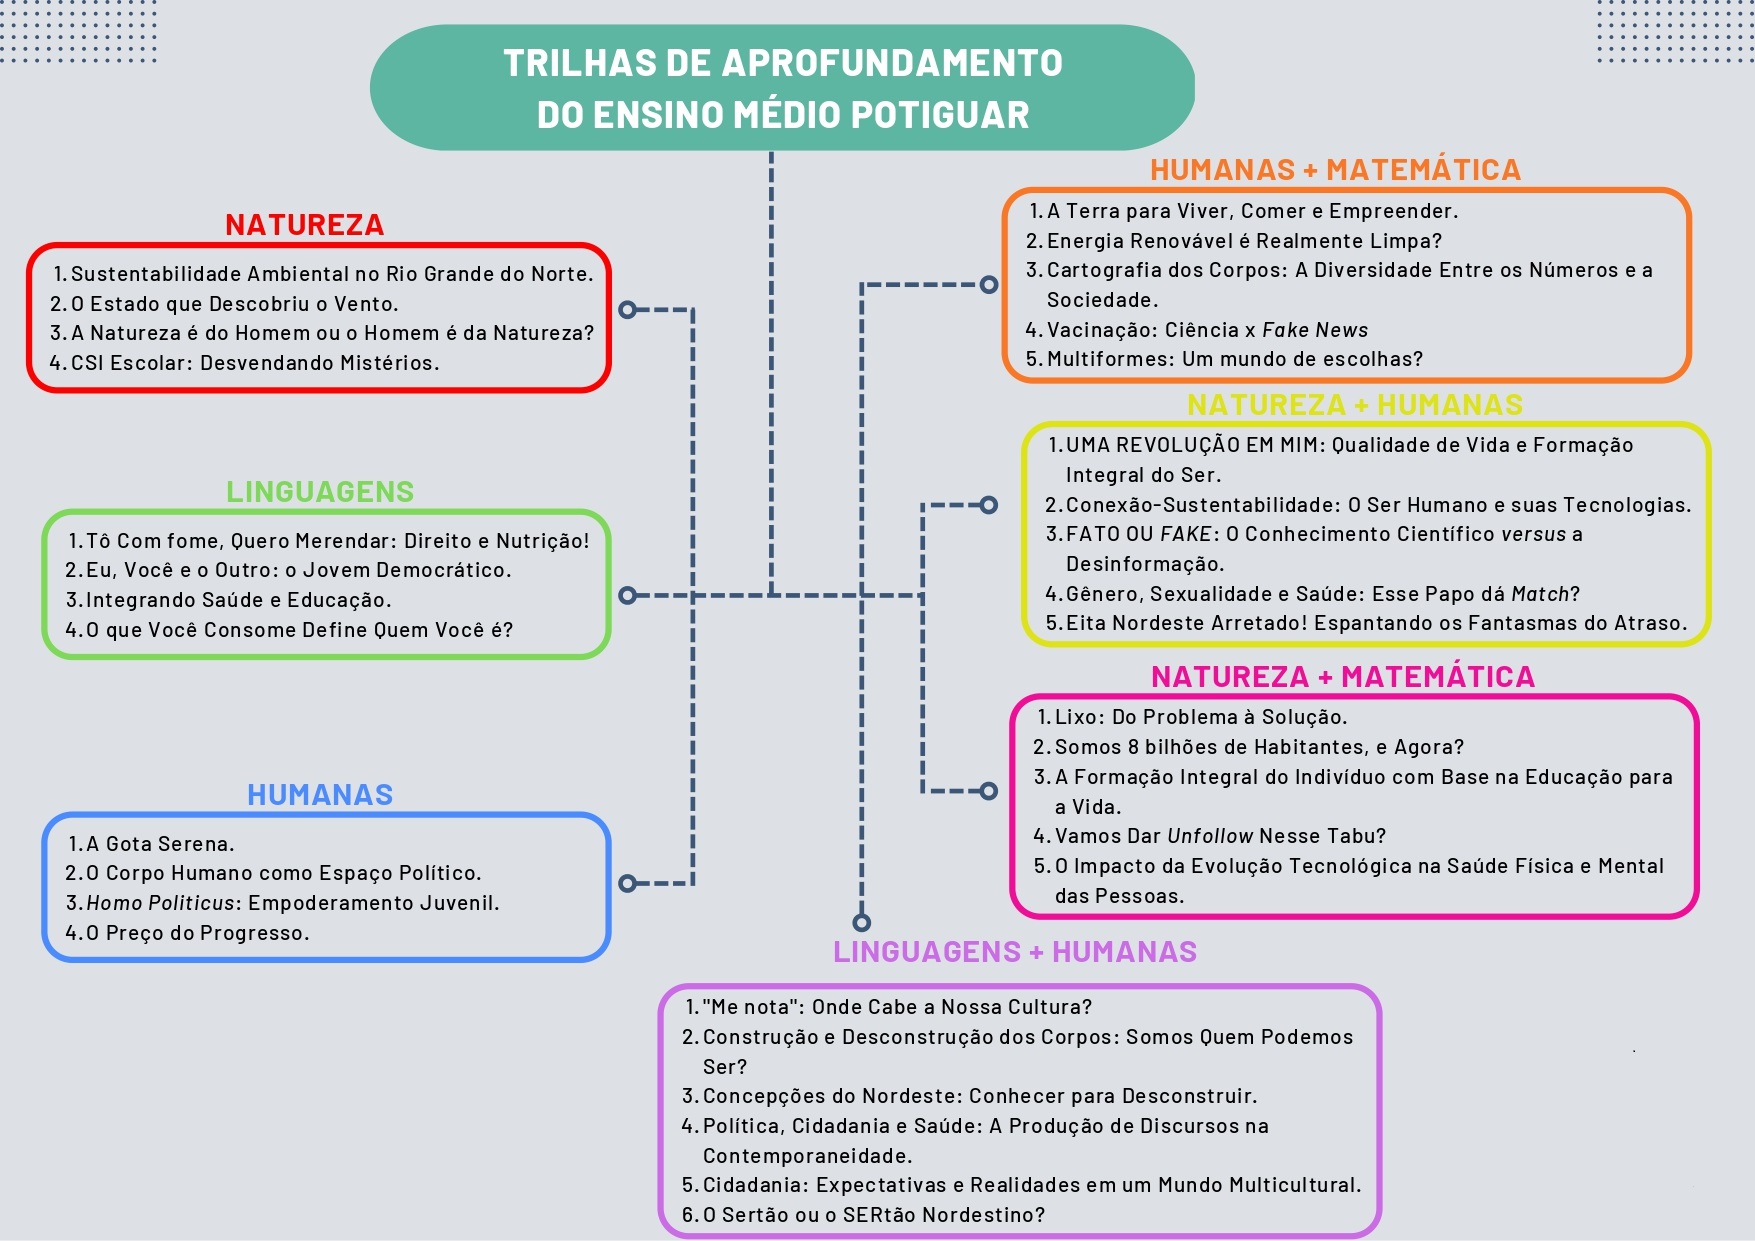 TRILHAS DE APROFUNDAMENTO
DO ENSINO MÉDIO POTIGUAR
NATUREZA
1. Sustentabilidade Ambiental no Rio Grande do Norte.
2. O Estado que Descobriu o Vento.
3. A Natureza é do Homem ou o Homem é da Natureza?
4. CSI Escolar: Desvendando Mistérios.
LINGUAGENS
1. Tô Com fome, Quero Merendar: Direito e Nutrição!
2. Eu, Você e o Outro: o Jovem Democrático.
3. Integrando Saúde e Educação.
4. O que Você Consome Define Quem Você é?
HUMANAS
1. A Gota Serena.
2. O Corpo Humano como Espaço Político.
3. Homo Politicus: Empoderamento Juvenil.
4. O Preço do Progresso.
HUMANAS + MATEMÁTICA
1. A Terra para Viver, Comer e Empreender.
2. Energia Renovável é Realmente Limpa?
3. Cartografia dos Corpos: A Diversidade Entre os Números e a
Sociedade.
4. Vacinação: Ciência x Fake News
5. Multiformes: Um mundo de escolhas?
NATUREZA + HUMANAS
1. UMA REVOLUÇÃO EM MIM: Qualidade de Vida e Formação
Integral do Ser.
2. Conexão-Sustentabilidade: O Ser Humano e suas Tecnologias.
3. FATO OU FAKE: O Conhecimento Científico versus a
Desinformação.
4. Gênero, Sexualidade e Saúde: Esse Papo dá Match?
5. Eita Nordeste Arretado! Espantando os Fantasmas do Atraso.
NATUREZA + MATEMÁTICA
1. Lixo: Do Problema à Solução.
2. Somos 8 bilhões de Habitantes, e Agora?
3. A Formação Integral do Indivíduo com Base na Educação para
a Vida.
4. Vamos Dar Unfollow Nesse Tabu?
5. O Impacto da Evolução Tecnológica na Saúde Física e Mental
das Pessoas.
LINGUAGENS + HUMANAS
1. "Me nota": Onde Cabe a Nossa Cultura?
2. Construção e Desconstrução dos Corpos: Somos Quem Podemos
Ser?
3. Concepções do Nordeste: Conhecer para Desconstruir.
4. Política, Cidadania e Saúde: A Produção de Discursos na
Contemporaneidade.
5. Cidadania: Expectativas e Realidades em um Mundo Multicultural.
6. O Sertão ou o SERtão Nordestino?